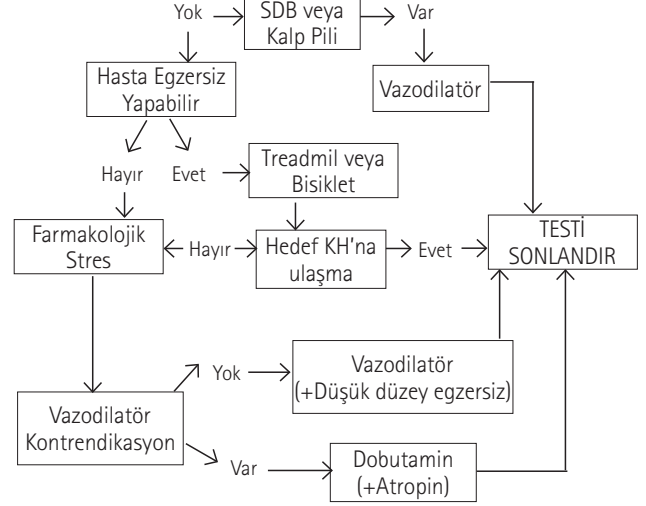 Yok
SDB veya
Kalp Pili
Var
Hasta Egzersiz
Yapabilir
Vazodilatör
Hayır
Evet
Treadmil veya
Bisiklet
Farmakolojik
Stres
Hayır
Hedef KH'na
ulaşma
Evet
TESTİ
SONLANDIR
Vazodilatör
Kontrendikasyon
Yok
Vazodilatör
(+Düşük düzey egzersiz)
Var
Dobutamin
(+Atropin)